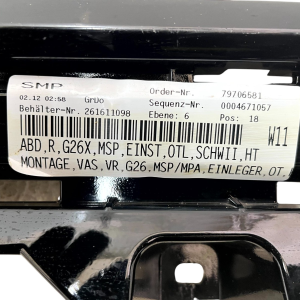 SMP Order-Nr. 79706581
02.12 02:58 GrDo Sequenz-Nr. 0004671057
Behälter-Nr. 261611098 Ebene: 6 Pos: 18
W11
ABD,R,G26X,MSP,EINST,OTL,SCHWII,HT
MONTAGE,VAS,VR,G26,MSP/MPA,EINLEGER,OT.